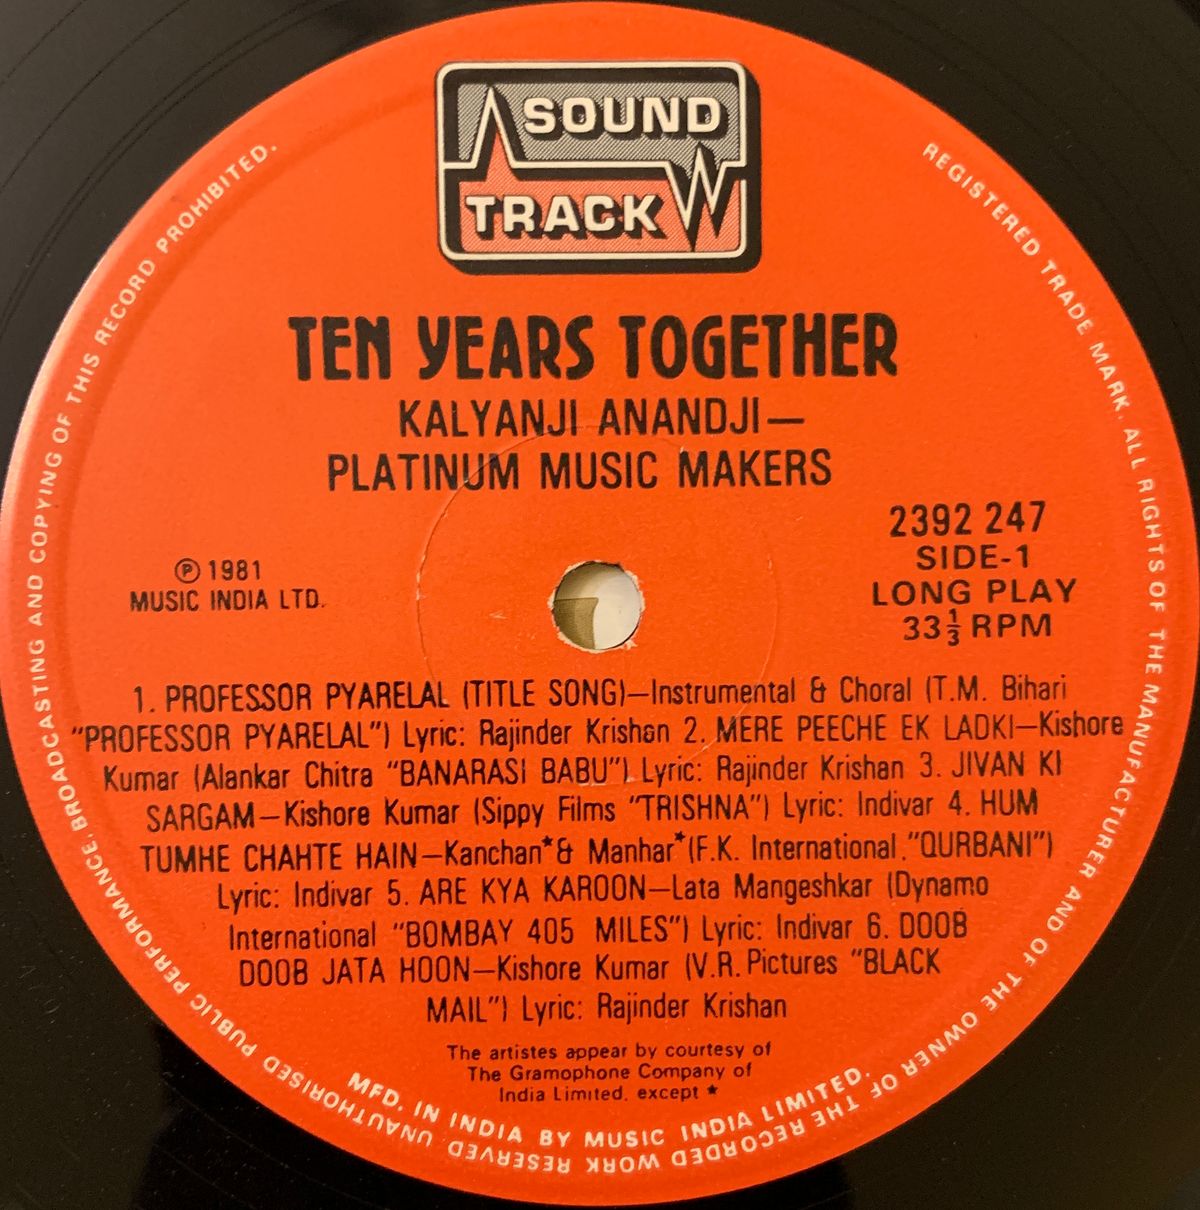 SOUND
TRACK
TEN YEARS TOGETHER
KALYANJI ANANDJI—
PLATINUM MUSIC MAKERS
2392 247
SIDE-1
LONG PLAY
33⅓ RPM
℗ 1981
MUSIC INDIA LTD.
1. PROFESSOR PYARELAL (TITLE SONG)—Instrumental & Choral (T.M. Bihari
"PROFESSOR PYARELAL") Lyric: Rajinder Krishan 2. MERE PEECHE EK LADKI—Kishore
Kumar (Alankar Chitra "BANARASI BABU") Lyric: Rajinder Krishan 3. JIVAN KI
SARGAM—Kishore Kumar (Sippy Films "TRISHNA") Lyric: Indivar 4. HUM
TUMHE CHAHTE HAIN—Kanchan* & Manhar* (F.K. International. "QURBANI")
Lyric: Indivar 5. ARE KYA KAROON—Lata Mangeshkar (Dynamo
International "BOMBAY 405 MILES") Lyric: Indivar 6. DOOB
DOOB JATA HOON—Kishore Kumar (V.R. Pictures "BLACK
MAIL") Lyric: Rajinder Krishan
The artistes appear by courtesy of
The Gramophone Company of
India Limited. except *
MFD. IN INDIA BY MUSIC INDIA LIMITED.
REGISTERED TRADE MARK. ALL RIGHTS OF THE MANUFACTURER AND OF THE OWNER OF THE RECORDED WORK RESERVED UNAUTHORISED PUBLIC PERFORMANCE, BROADCASTING AND COPYING OF THIS RECORD PROHIBITED.